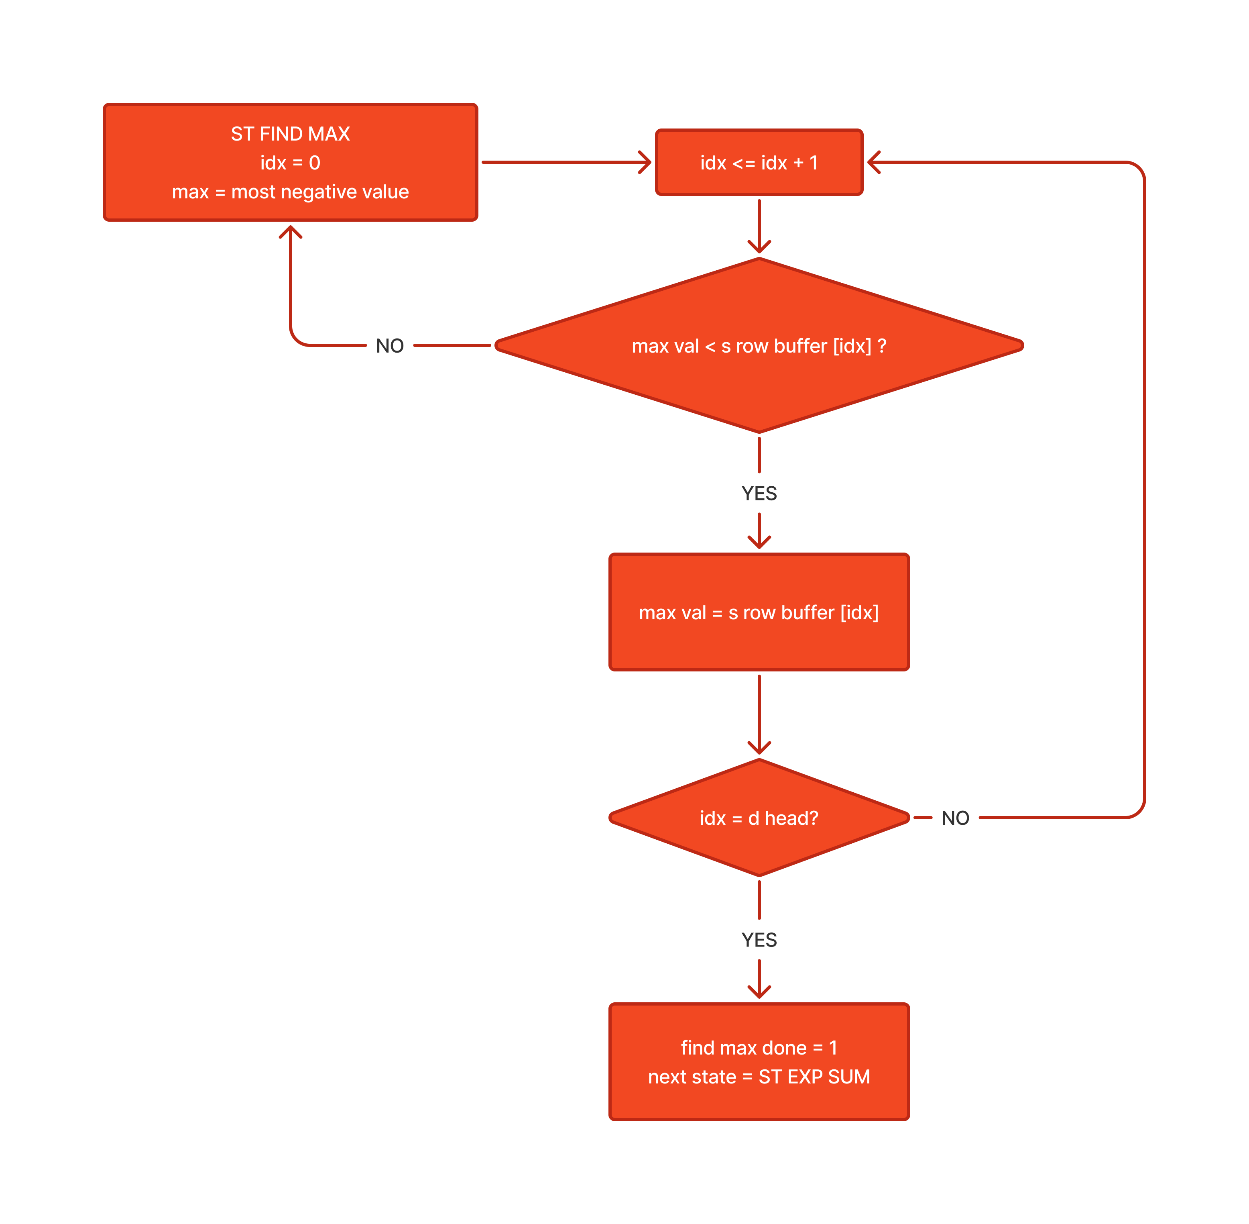 ST FIND MAX
idx = 0
max = most negative value
idx <= idx + 1
max val < s row buffer [idx] ?
NO
YES
max val = s row buffer [idx]
idx = d head?
NO
YES
find max done = 1
next state = ST EXP SUM